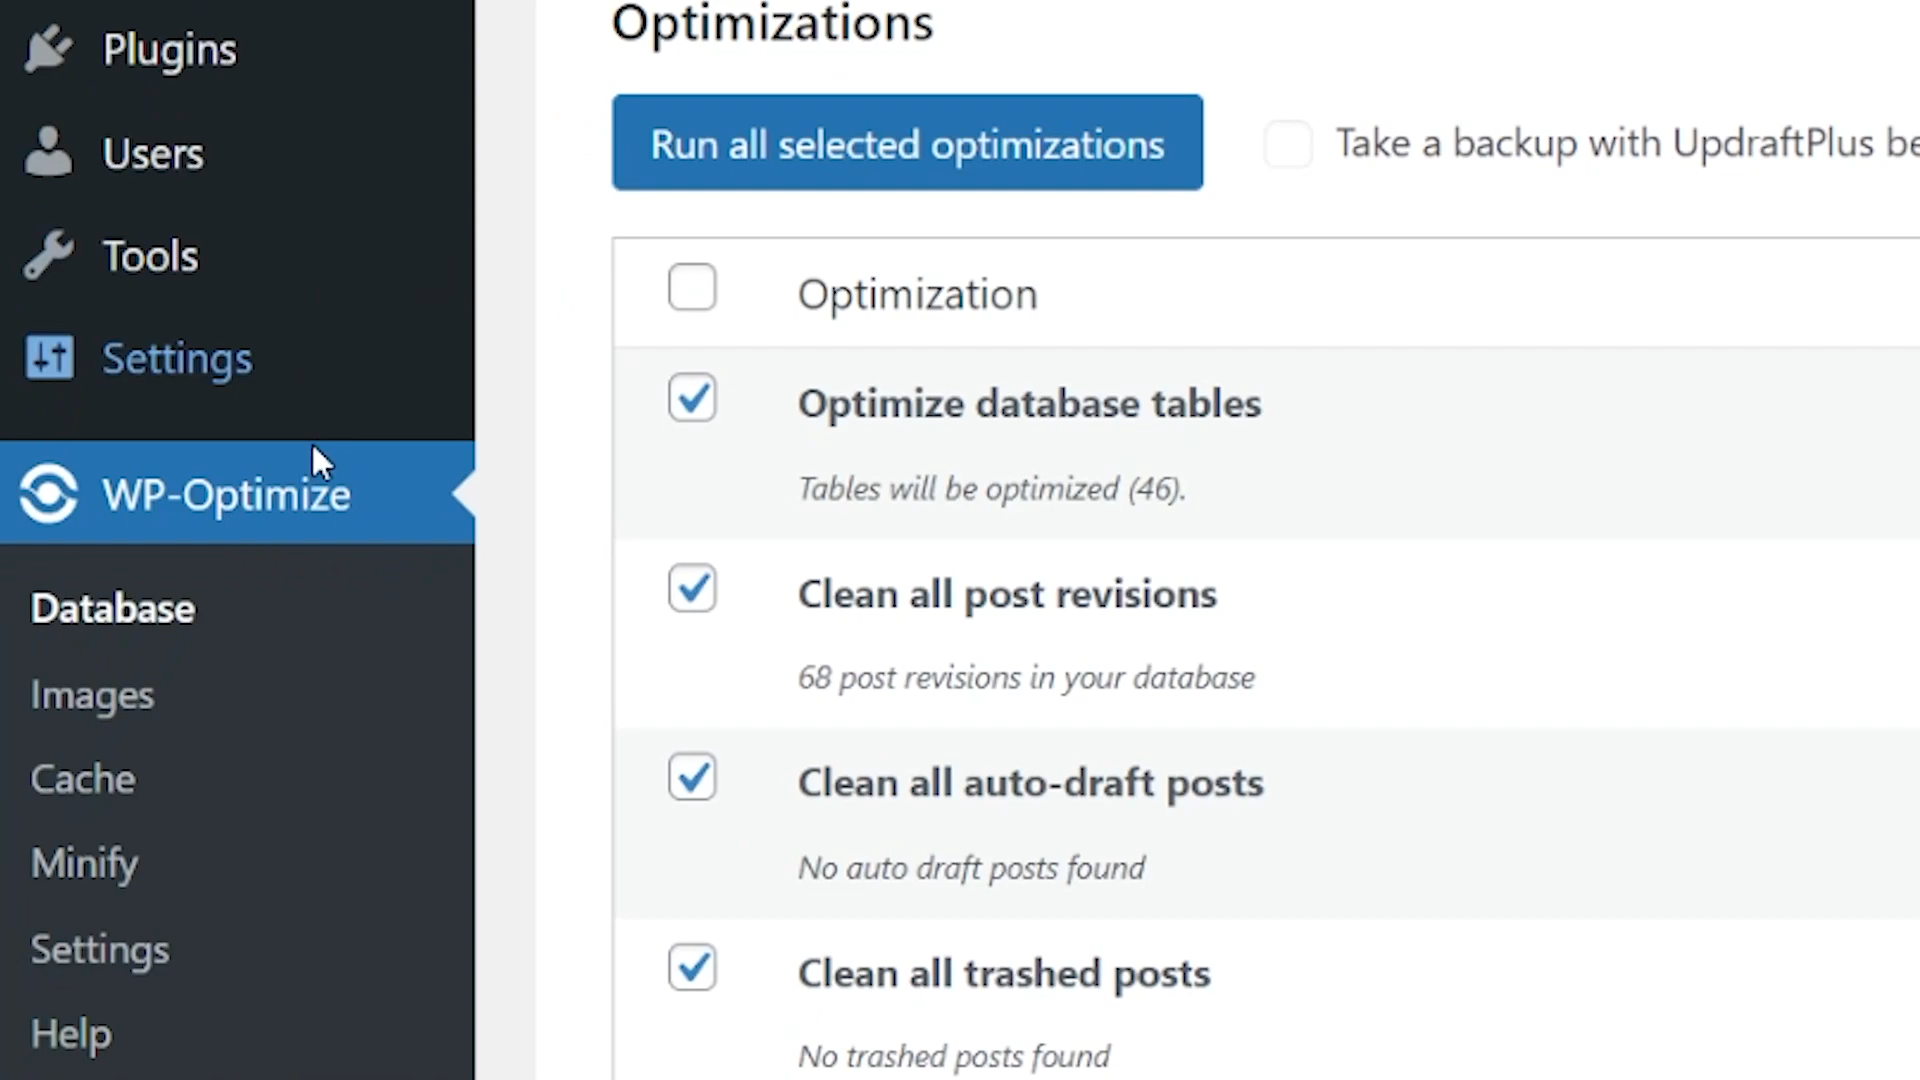 Plugins
Users
Tools
Settings
WP-Optimize
Database
Images
Cache
Minify
Settings
Help
Optimizations
Run all selected optimizations
Take a backup with UpdraftPlus be
Optimization
Optimize database tables
Tables will be optimized (46).
Clean all post revisions
68 post revisions in your database
Clean all auto-draft posts
No auto draft posts found
Clean all trashed posts
No trashed posts found